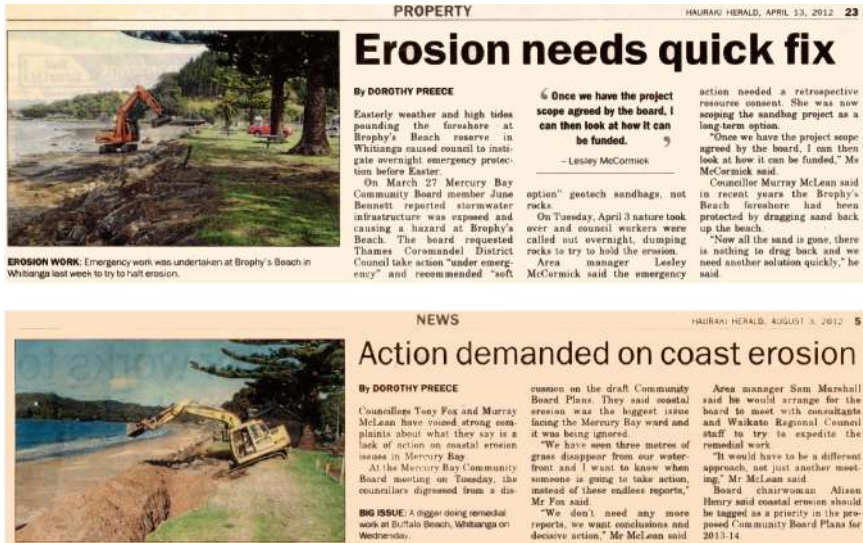 PROPERTY
HAURAKI HERALD, APRIL 13, 2012 23
Erosion needs quick fix
EROSION WORK: Emergency work was undertaken at Brophy's Beach in
Whitianga last week to try to halt erosion.
By DOROTHY PREECE
Easterly weather and high tides
pounding the foreshore at
Brophy's Beach reserve in
Whitianga caused council to insti-
gate overnight emergency protec-
tion before Easter.
On March 27 Mercury Bay
Community Board member June
Bennett reported stormwater
infrastructure was exposed and
causing a hazard at Brophy's
Beach. The board requested
Thames Coromandel District
Council take action "under emerg-
ency" and recommended "soft
Once we have the project
scope agreed by the board, I
can then look at how it can
be funded.
– Lesley McCormick
option" geotech sandbags, not
rocks.
On Tuesday, April 3 nature took
over and council workers were
called out overnight, dumping
rocks to try to hold the erosion.
Area manager Lesley
McCormick said the emergency
action needed a retrospective
resource consent. She was now
scoping the sandbag project as a
long-term option.
"Once we have the project scope
agreed by the board, I can then
look at how it can be funded," Ms
McCormick said.
Councillor Murray McLean said
in recent years the Brophy's
Beach foreshore had been
protected by dragging sand back
up the beach.
"Now all the sand is gone, there
is nothing to drag back and we
need another solution quickly," he
said.
NEWS
HAURAKI HERALD, AUGUST 3, 2012 5
Action demanded on coast erosion
By DOROTHY PREECE
Councillors Tony Fox and Murray
McLean have voiced strong com-
plaints about what they say is a
lack of action on coastal erosion
issues in Mercury Bay.
At the Mercury Bay Community
Board meeting on Tuesday, the
councillors digressed from a dis-
BIG ISSUE: A digger doing remedial
work at Buffalo Beach, Whitianga on
Wednesday.
cussion on the draft Community
Board Plans. They said coastal
erosion was the biggest issue
facing the Mercury Bay ward and
it was being ignored.
"We have seen three metres of
grass disappear from our water-
front and I want to know when
someone is going to take action,
instead of these endless reports,"
Mr Fox said.
"We don't need any more
reports, we want conclusions and
decisive action," Mr McLean said.
Area manager Sam Marshall
said he would arrange for the
board to meet with consultants
and Waikato Regional Council
staff to try to expedite the
remedial work.
"It would have to be a different
approach, not just another meet-
ing," Mr McLean said.
Board chairwoman Alison
Henry said coastal erosion should
be tagged as a priority in the pro-
posed Community Board Plans for
2013-14.